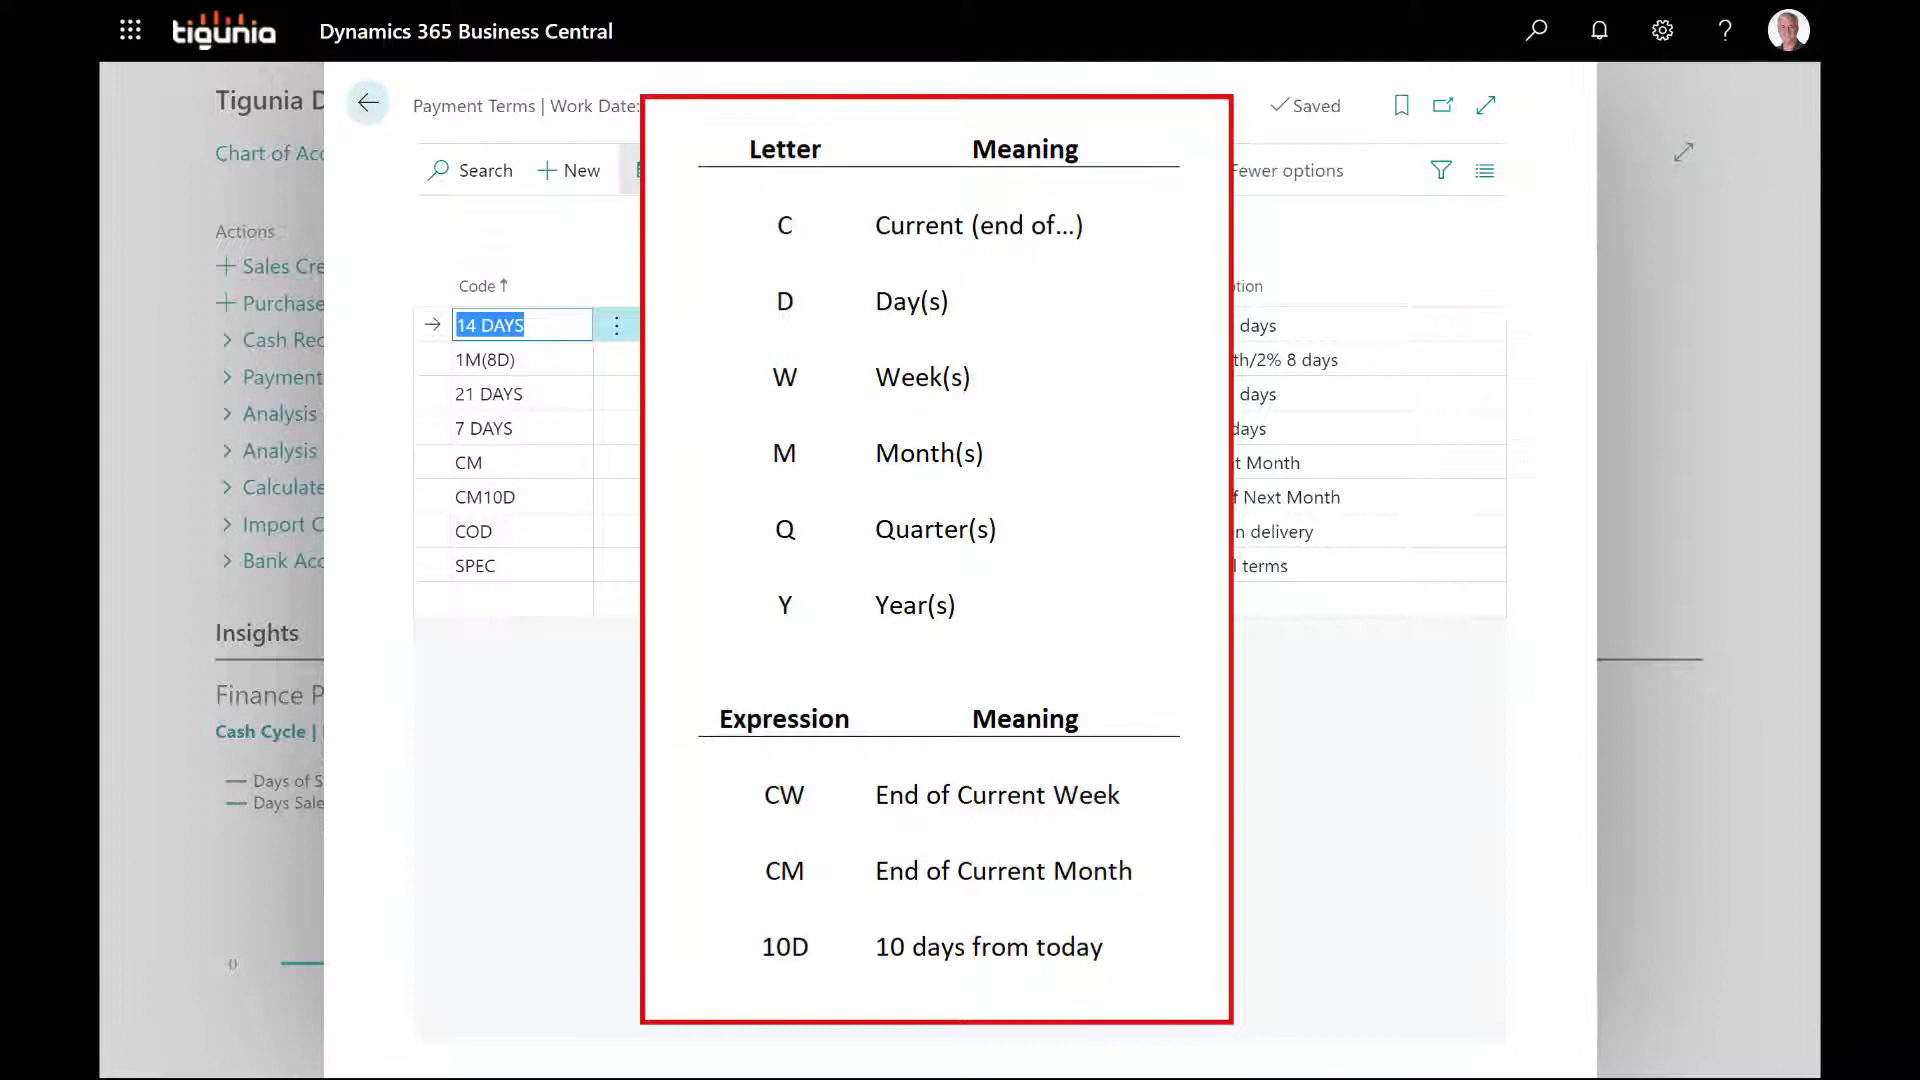 tigunia
Dynamics 365 Business Central
Tigunia D
Chart of Acc
Actions
Sales Cre
Purchase
Cash Rec
Payment
Analysis
Analysis
Calculate
Import C
Bank Acc
Insights
Finance P
Cash Cycle |
Days of S
Days Sale
0
Payment Terms | Work Date:
Saved
Search
New
Fewer options
Code↑
14 DAYS
1M(8D)
21 DAYS
7 DAYS
CM
CM10D
COD
SPEC
Letter Meaning
C Current (end of...)
D Day(s)
W Week(s)
M Month(s)
Q Quarter(s)
Y Year(s)
Expression Meaning
CW End of Current Week
CM End of Current Month
10D 10 days from today
tion
days
th/2% 8 days
days
days
t Month
f Next Month
n delivery
l terms